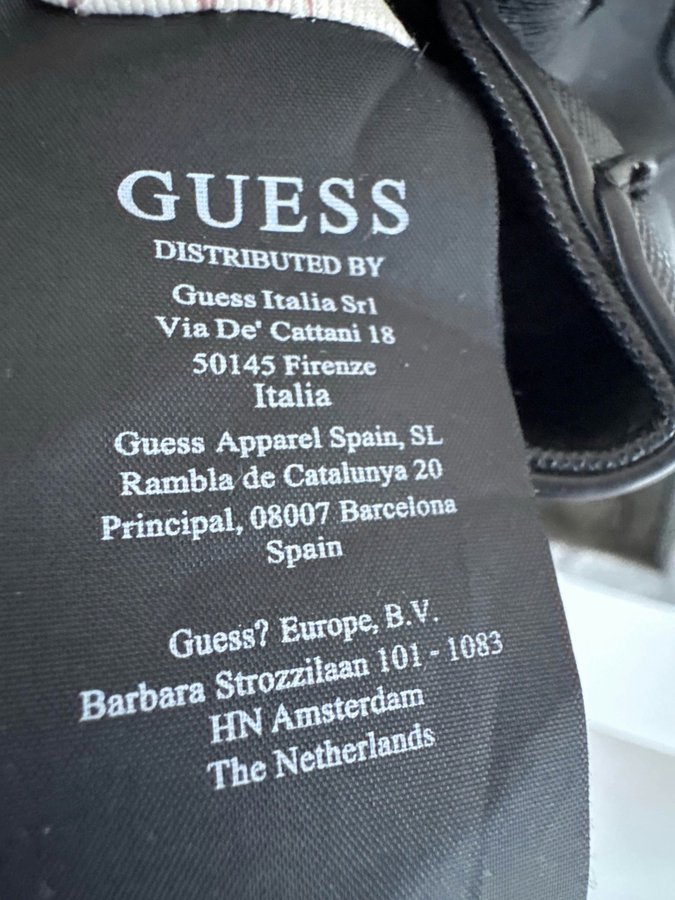 GUESS
DISTRIBUTED BY
Guess Italia Srl
Via De' Cattani 18
50145 Firenze
Italia
Guess Apparel Spain, SL
Rambla de Catalunya 20
Principal, 08007 Barcelona
Spain
Guess? Europe, B.V.
Barbara Strozzilaan 101 - 1083
HN Amsterdam
The Netherlands